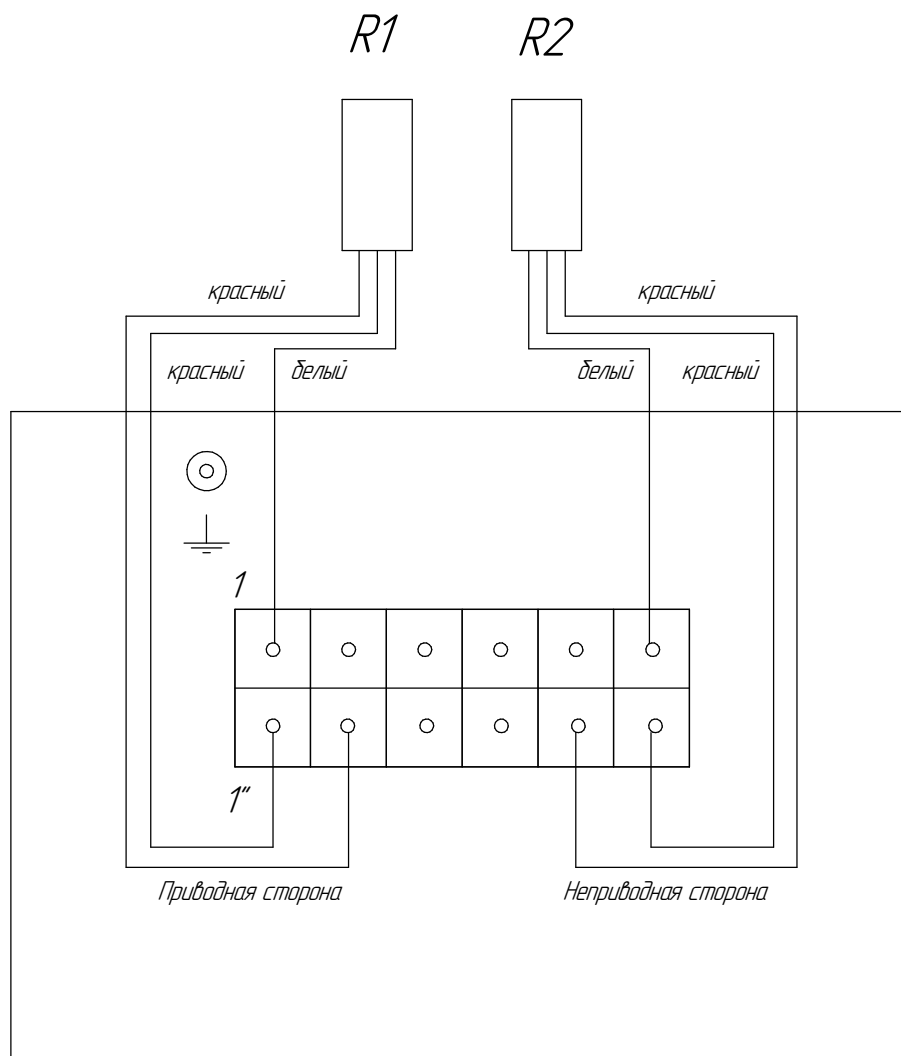 R1 R2
красный красный
красный белый белый красный
1
1"
Приводная сторона Неприводная сторона